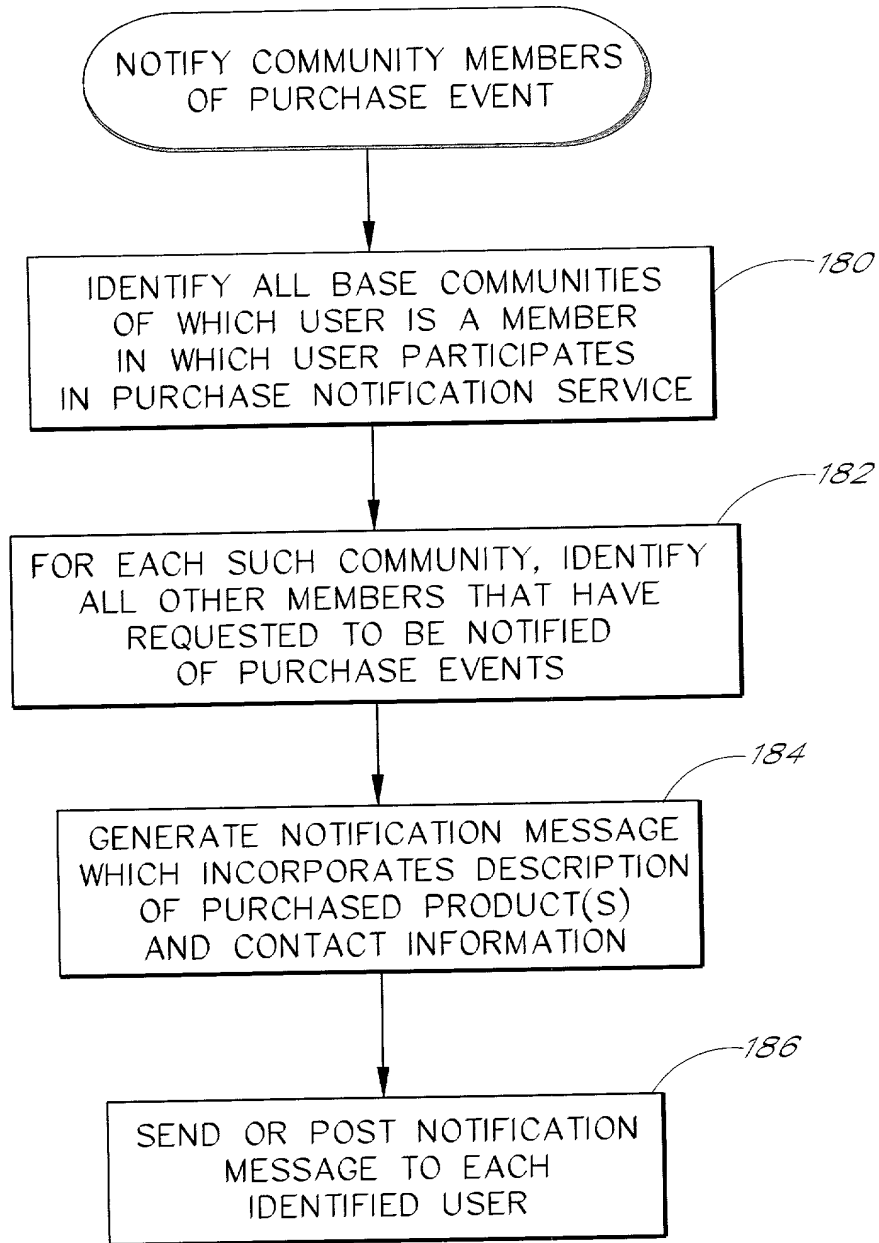 NOTIFY COMMUNITY MEMBERS
OF PURCHASE EVENT
180
IDENTIFY ALL BASE COMMUNITIES
OF WHICH USER IS A MEMBER
IN WHICH USER PARTICIPATES
IN PURCHASE NOTIFICATION SERVICE
182
FOR EACH SUCH COMMUNITY, IDENTIFY
ALL OTHER MEMBERS THAT HAVE
REQUESTED TO BE NOTIFIED
OF PURCHASE EVENTS
184
GENERATE NOTIFICATION MESSAGE
WHICH INCORPORATES DESCRIPTION
OF PURCHASED PRODUCT(S)
AND CONTACT INFORMATION
186
SEND OR POST NOTIFICATION
MESSAGE TO EACH
IDENTIFIED USER